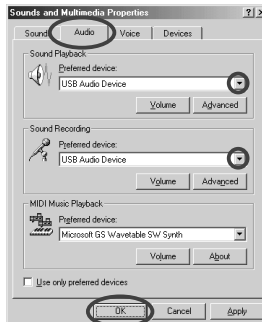 Sounds and Multimedia Properties ? x
Sounds Audio Voice Devices
Sound Playback
Preferred device:
USB Audio Device
Volume Advanced
Sound Recording
Preferred device:
USB Audio Device
Volume Advanced
MIDI Music Playback
Preferred device:
Microsoft GS Wavetable SW Synth
Volume About
Use only preferred devices
OK Cancel Apply